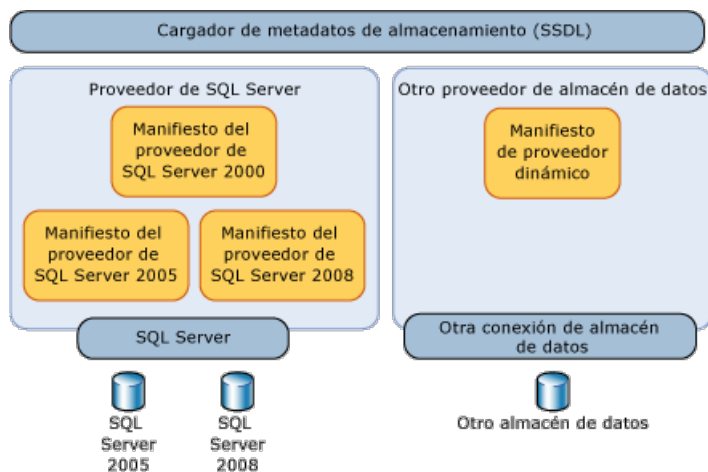 Cargador de metadatos de almacenamiento (SSDL)
Proveedor de SQL Server
Manifiesto del
proveedor de
SQL Server 2000
Manifiesto del
proveedor de
SQL Server 2005
Manifiesto del
proveedor de
SQL Server 2008
SQL Server
SQL
Server
2005
SQL
Server
2008
Otro proveedor de almacén de datos
Manifiesto
de proveedor
dinámico
Otra conexión de almacén
de datos
Otro almacén de datos